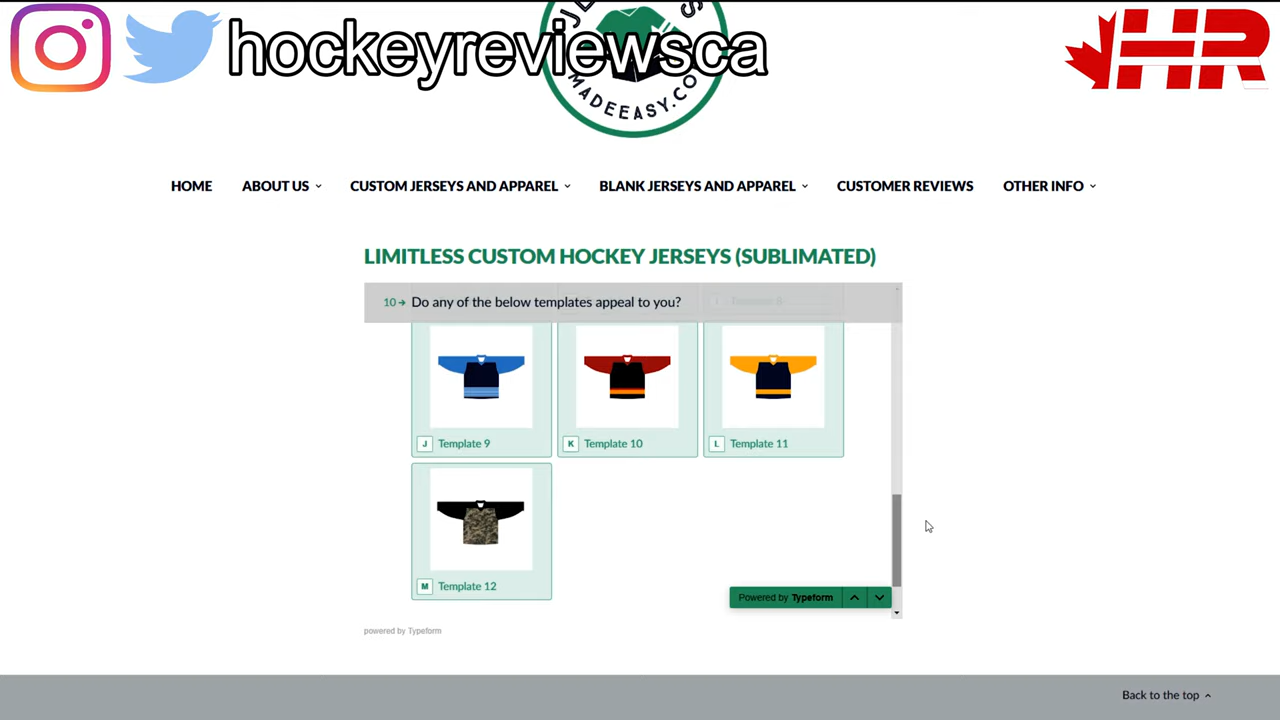 hockeyreviewsca
HR
MADEEASY.CO
HOME
ABOUT US
CUSTOM JERSEYS AND APPAREL
BLANK JERSEYS AND APPAREL
CUSTOMER REVIEWS
OTHER INFO
LIMITLESS CUSTOM HOCKEY JERSEYS (SUBLIMATED)
10 → Do any of the below templates appeal to you?
J Template 9
K Template 10
L Template 11
M Template 12
Powered by Typeform
powered by Typeform
Back to the top